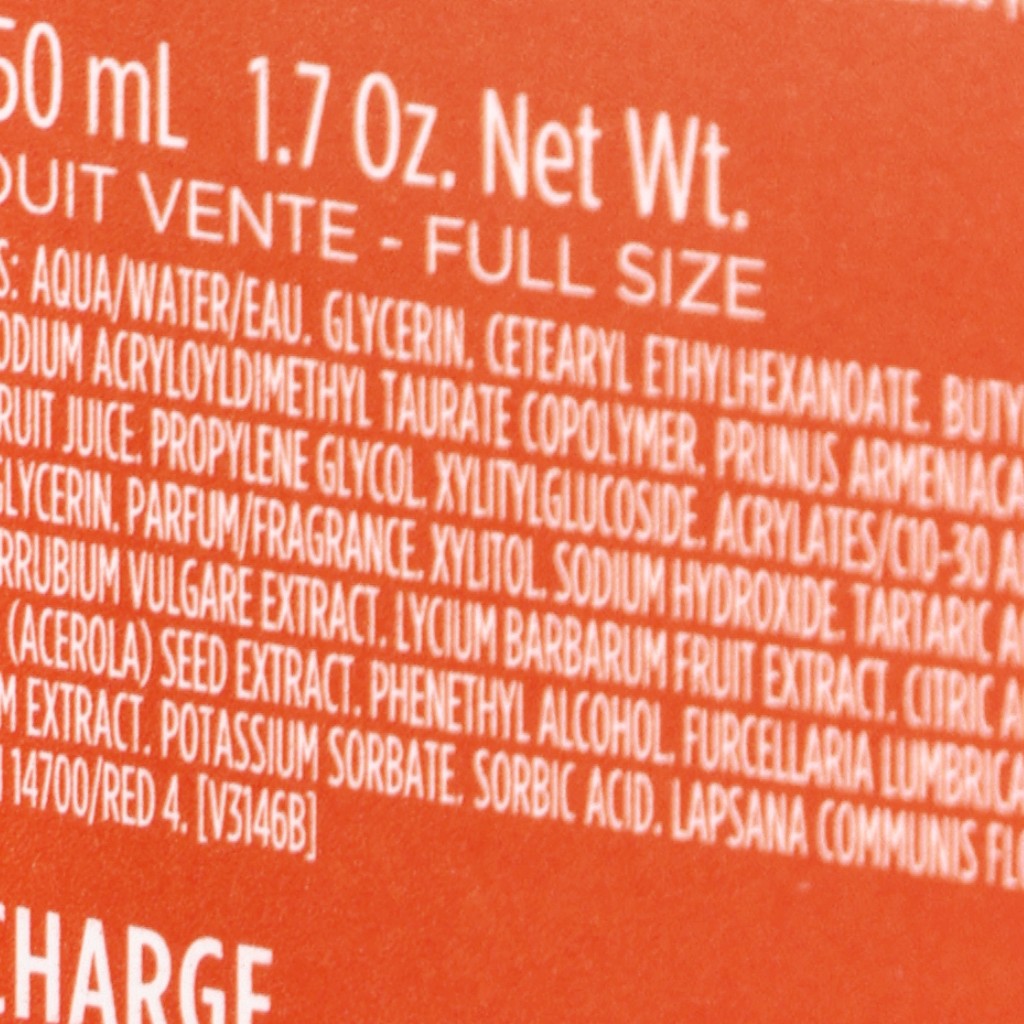 50 mL 1.7 Oz. Net Wt.
DUIT VENTE - FULL SIZE
S: AQUA/WATER/EAU. GLYCERIN. CETEARYL ETHYLHEXANOATE. BUTY
ODIUM ACRYLOYLDIMETHYL TAURATE COPOLYMER. PRUNUS ARMENIACA
RUIT JUICE. PROPYLENE GLYCOL. XYLITYLGLUCOSIDE. ACRYLATES/C10-30 A
GLYCERIN. PARFUM/FRAGRANCE. XYLITOL. SODIUM HYDROXIDE. TARTARIC A
RRUBIUM VULGARE EXTRACT. LYCIUM BARBARUM FRUIT EXTRACT. CITRIC A
(ACEROLA) SEED EXTRACT. PHENETHYL ALCOHOL. FURCELLARIA LUMBRICA
M EXTRACT. POTASSIUM SORBATE. SORBIC ACID. LAPSANA COMMUNIS FLO
14700/RED 4. [V3146B]
CHARGE